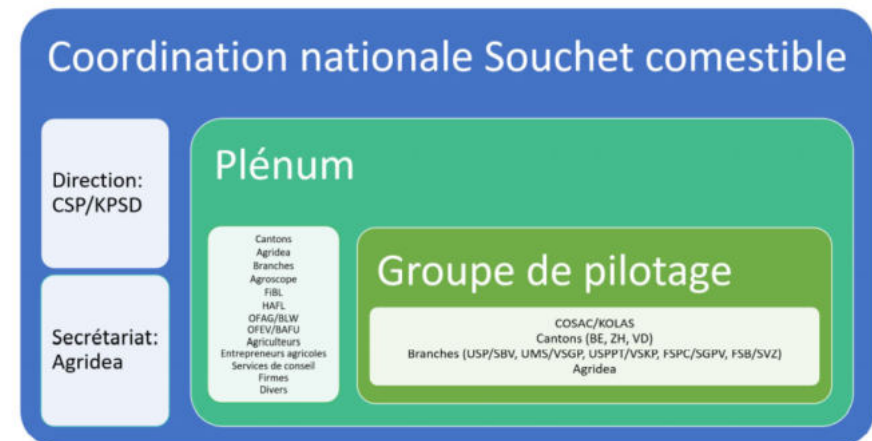 Coordination nationale Souchet comestible
Direction:
CSP/KPSD
Secrétariat:
Agridea
Plénum
Cantons
Agridea
Branches
Agroscope
FiBL
HAFL
OFAG/BLW
OFEV/BAFU
Agriculteurs
Entrepreneurs agricoles
Services de conseil
Firmes
Divers
Groupe de pilotage
COSAC/KOLAS
Cantons (BE, ZH, VD)
Branches (USP/SBV, UMS/VSGP, USPPT/VSKP, FSPC/SGPV, FSB/SVZ)
Agridea